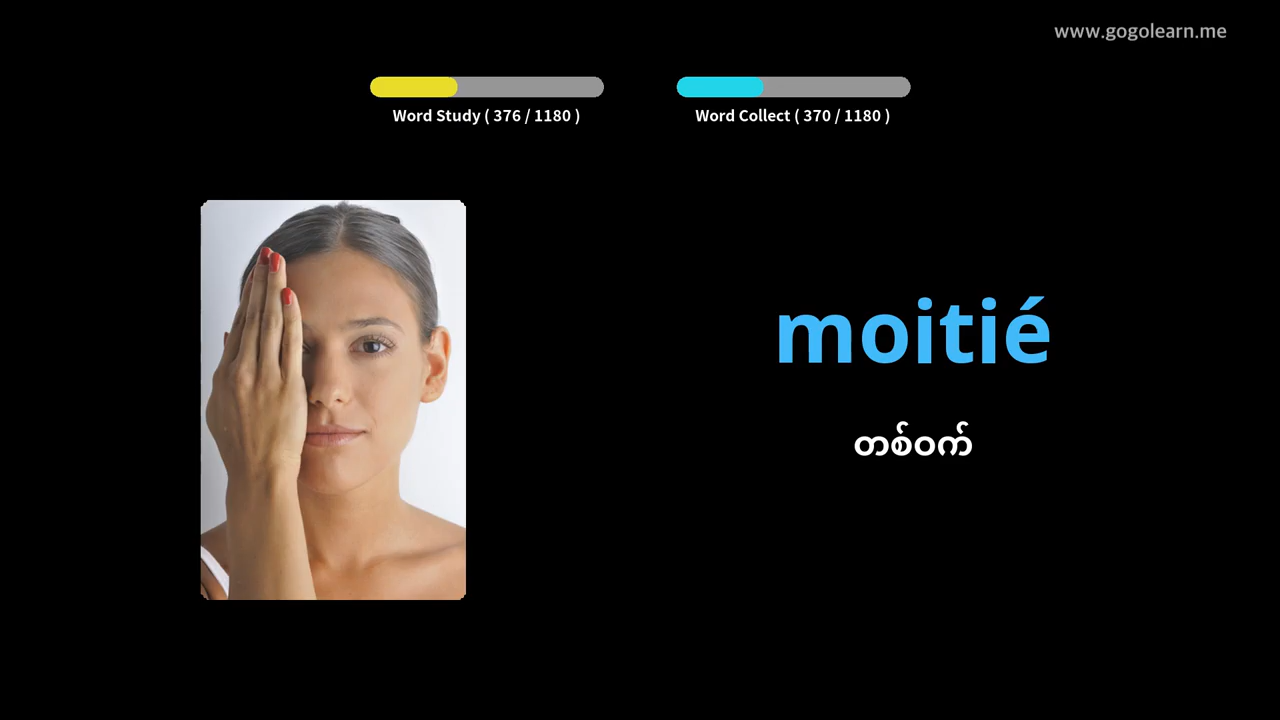 www.gogolearn.me
Word Study ( 376 / 1180 )
Word Collect ( 370 / 1180 )
moitié
တစ်ဝက်